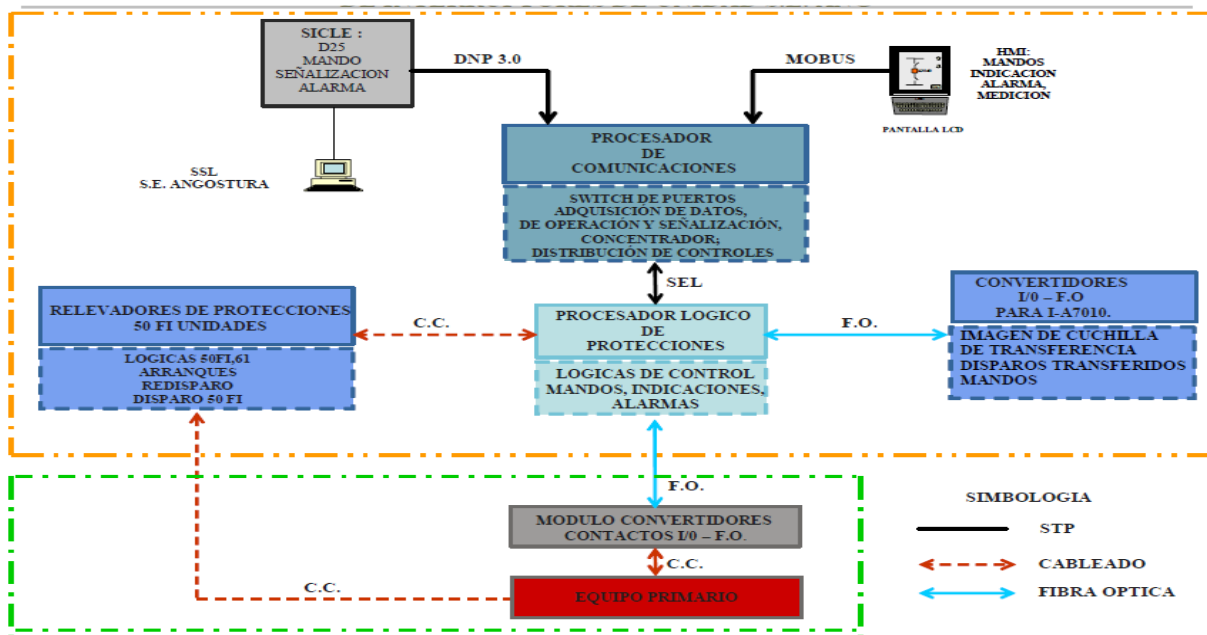 SICLE :
D25
MANDO
SEÑALIZACION
ALARMA
DNP 3.0
MOBUS
HMI:
MANDOS
INDICACION
ALARMA,
MEDICION
PANTALLA LCD
SSL
S.E. ANGOSTURA
PROCESADOR
DE
COMUNICACIONES
SWITCH DE PUERTOS
ADQUISICIÓN DE DATOS,
DE OPERACIÓN Y SEÑALIZACIÓN,
CONCENTRADOR;
DISTRIBUCIÓN DE CONTROLES
SEL
RELEVADORES DE PROTECCIONES
50 FI UNIDADES
LOGICAS 50FI,61
ARRANQUES
REDISPARO
DISPARO 50 FI
C.C.
PROCESADOR LOGICO
DE
PROTECCIONES
LOGICAS DE CONTROL
MANDOS, INDICACIONES,
ALARMAS
F.O.
CONVERTIDORES
I/0 – F.O
PARA I-A7010.
IMAGEN DE CUCHILLA
DE TRANSFERENCIA
DISPAROS TRANSFERIDOS
MANDOS
F.O.
MODULO CONVERTIDORES
CONTACTOS I/0 – F.O.
C.C.
C.C.
EQUIPO PRIMARIO
SIMBOLOGIA
STP
CABLEADO
FIBRA OPTICA